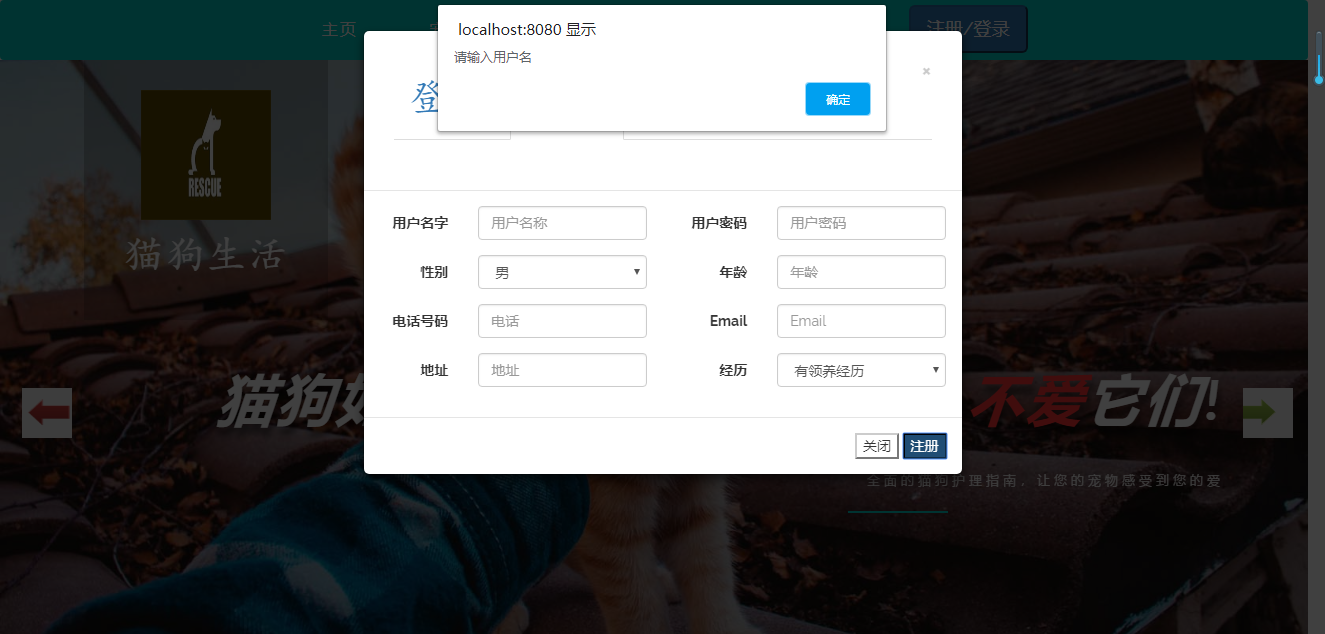 主页
注册/登录
localhost:8080 显示
请输入用户名
确定
登
×
RESCUE
猫狗生活
用户名字 用户名称 用户密码 用户密码
性别 男 年龄 年龄
电话号码 电话 Email Email
地址 地址 经历 有领养经历
猫狗 不爱它们!
关闭 注册
全面的猫狗护理指南，让您的宠物感受到您的爱